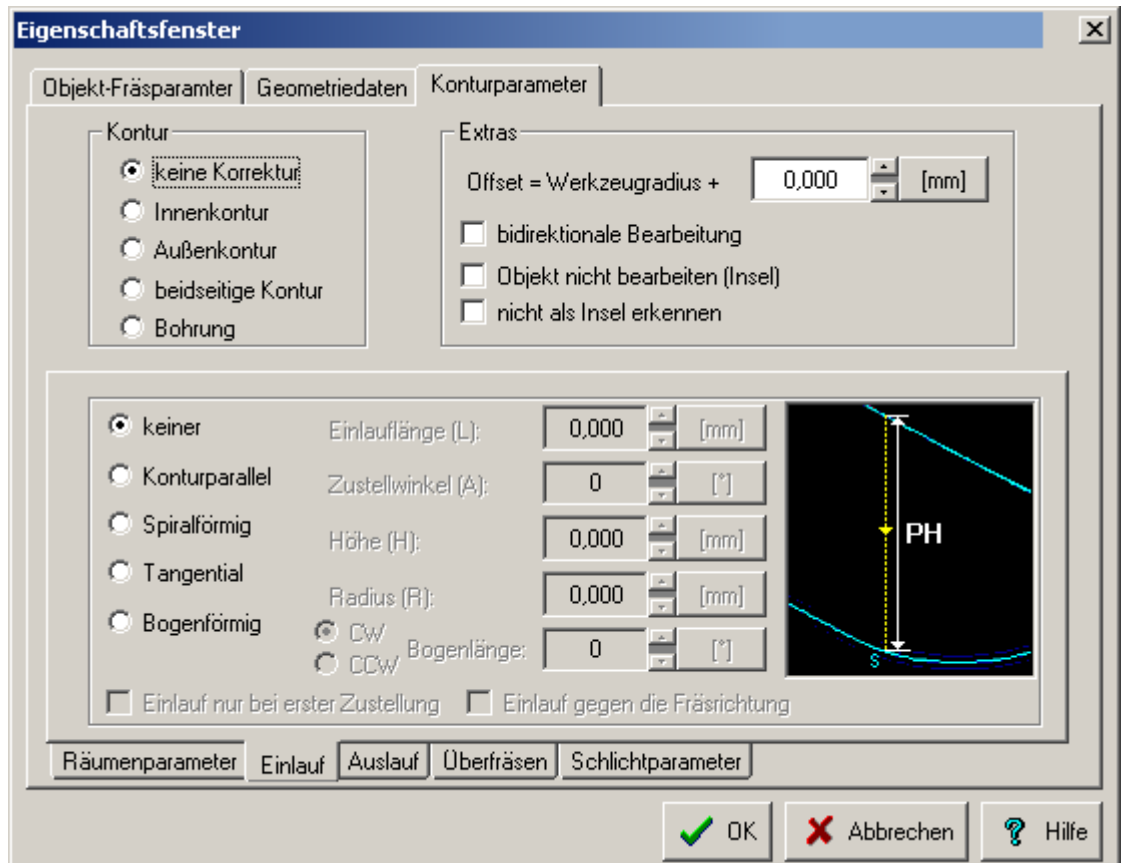 Eigenschaftsfenster
Objekt-Fräsparamter Geometriedaten Konturparameter
Kontur
keine Korrektur
Innenkontur
Außenkontur
beidseitige Kontur
Bohrung
Extras
Offset = Werkzeugradius + 0,000 [mm]
bidirektionale Bearbeitung
Objekt nicht bearbeiten (Insel)
nicht als Insel erkennen
keiner
Konturparallel
Spiralförmig
Tangential
Bogenförmig
Einlauflänge (L): 0,000 [mm]
Zustellwinkel (A): 0 [°]
Höhe (H): 0,000 [mm]
Radius (R): 0,000 [mm]
CW
CCW
Bogenlänge: 0 [°]
PH
S
Einlauf nur bei erster Zustellung Einlauf gegen die Fräsrichtung
Räumenparameter Einlauf Auslauf Überfräsen Schlichtparameter
OK Abbrechen Hilfe